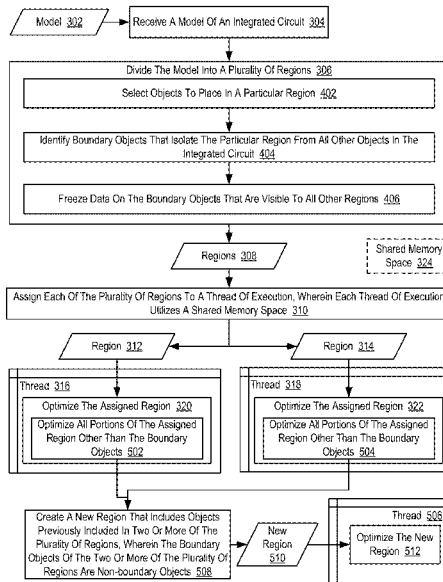 Model 302
Receive A Model Of An Integrated Circuit 304
Divide The Model Into A Plurality Of Regions 306
Select Objects To Place In A Particular Region 402
Identify Boundary Objects That Isolate The Particular Region From All Other Objects In The
Integrated Circuit 404
Freeze Data On The Boundary Objects That Are Visible To All Other Regions 406
Regions 308
Shared Memory
Space 324
Assign Each Of The Plurality Of Regions To A Thread Of Execution, Wherein Each Thread Of Execution
Utilizes A Shared Memory Space 310
Region 312
Region 314
Thread 316
Optimize The Assigned Region 320
Optimize All Portions Of The Assigned
Region Other Than The Boundary
Objects 502
Thread 318
Optimize The Assigned Region 322
Optimize All Portions Of The Assigned
Region Other Than The Boundary
Objects 504
Create A New Region That Includes Objects
Previously Included In Two Or More Of The
Plurality Of Regions, Wherein The Boundary
Objects Of The Two Or More Of The Plurality Of
Regions Are Non-boundary Objects 508
New
Region
510
Thread 506
Optimize The New
Region 512